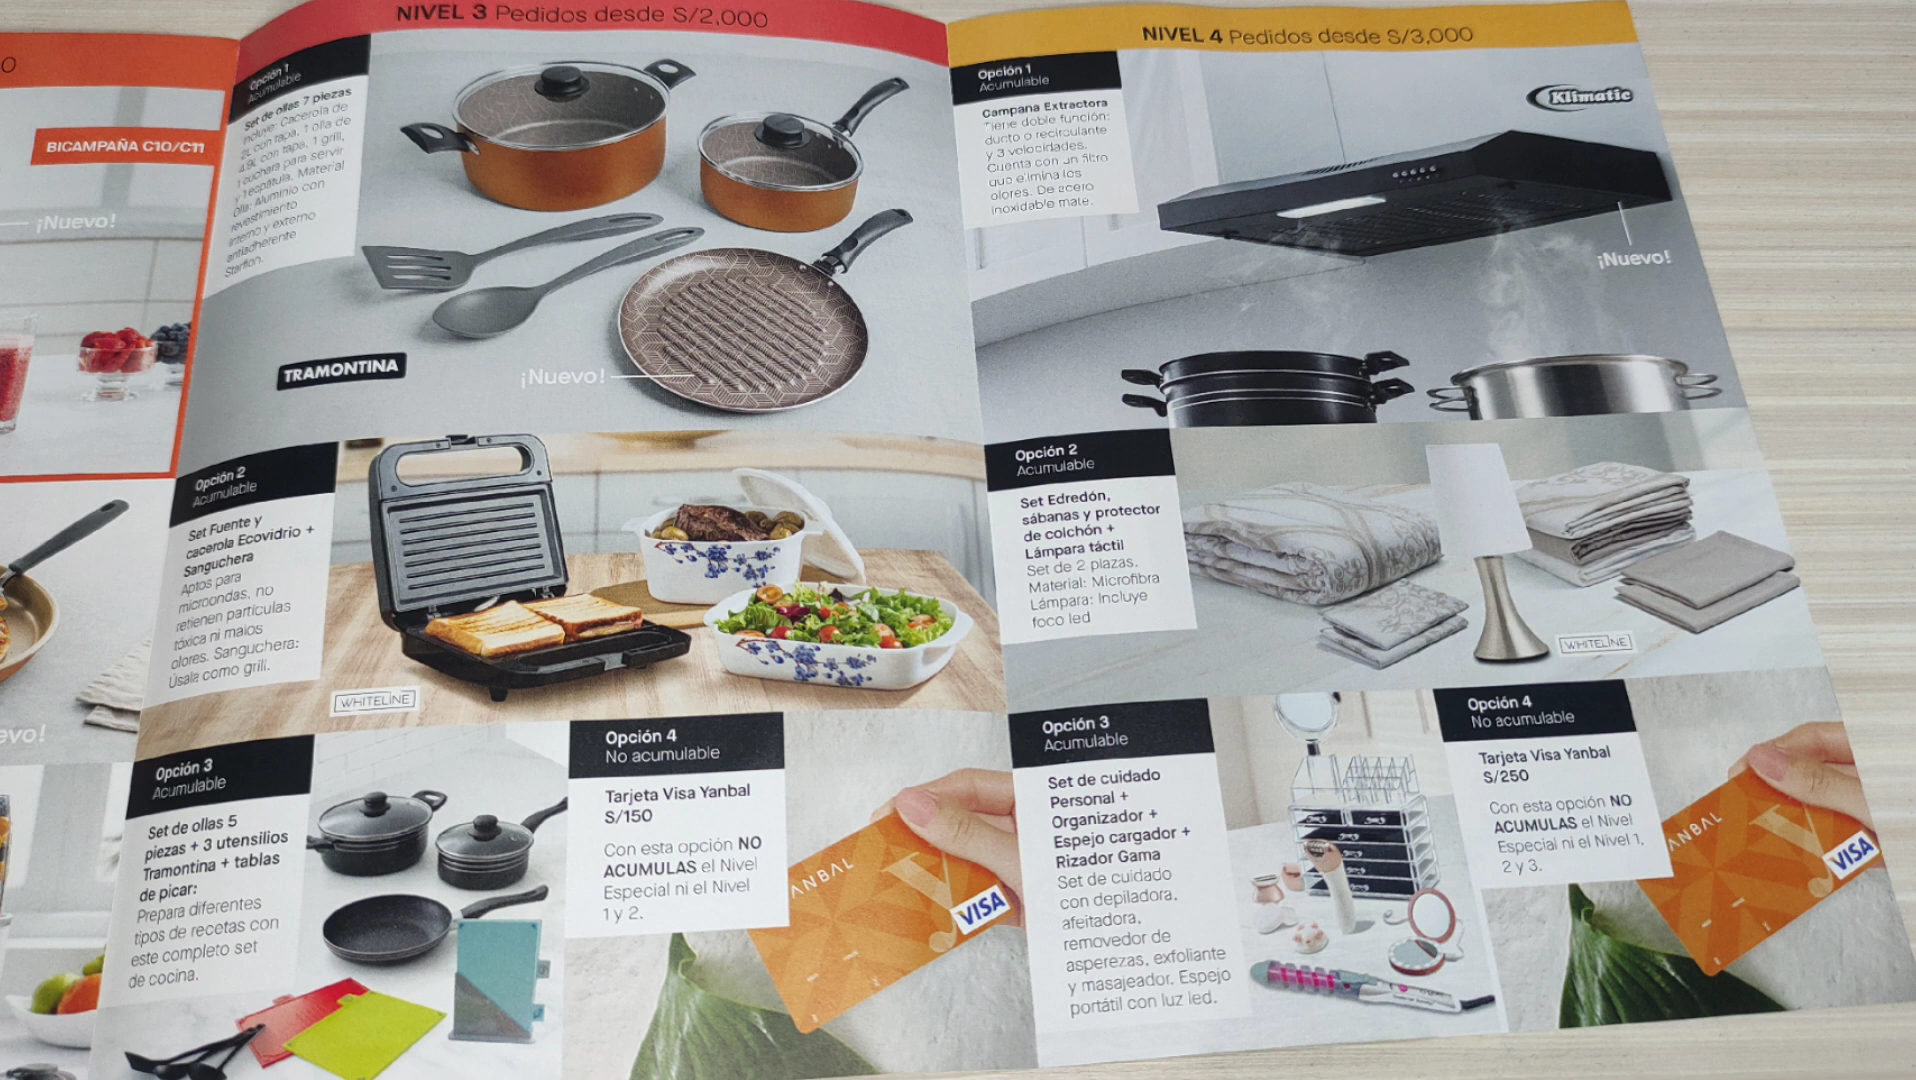 O
BICAMPAÑA C10/C11
¡Nuevo!
evo!
NIVEL 3 Pedidos desde S/2,000
Opción 1
Acumulable
Set de ollas 7 piezas
Incluye: Cacerola de
2L con tapa, 1 olla de
4.9L con tapa, 1 grill,
1 cuchara para servir
y 1 espátula. Material
Olla: Aluminio con
revestimiento
interno y externo
antiadherente
Starflon.
TRAMONTINA
¡Nuevo!
Opción 2
Acumulable
Set Fuente y
cacerola Ecovidrio +
Sanguchera
Aptos para
microondas, no
retienen partículas
tóxica ni malos
olores. Sanguchera:
Úsala como grill.
WHITELINE
Opción 3
Acumulable
Set de ollas 5
piezas + 3 utensilios
Tramontina + tablas
de picar:
Prepara diferentes
tipos de recetas con
este completo set
de cocina.
Opción 4
No acumulable
Tarjeta Visa Yanbal
S/150
Con esta opción NO
ACUMULAS el Nivel
Especial ni el Nivel
1 y 2.
ANBAL
VISA
NIVEL 4 Pedidos desde S/3,000
Opción 1
Acumulable
Campana Extractora
Tiene doble función:
ducto o recirculante
y 3 velocidades.
Cuenta con un filtro
que elimina los
olores. De acero
inoxidable mate.
Klimatic
¡Nuevo!
Opción 2
Acumulable
Set Edredón,
sábanas y protector
de colchón +
Lámpara táctil
Set de 2 plazas.
Material: Microfibra
Lámpara: Incluye
foco led
WHITELINE
Opción 3
Acumulable
Set de cuidado
Personal +
Organizador +
Espejo cargador +
Rizador Gama
Set de cuidado
con depiladora,
afeitadora,
removedor de
asperezas, exfoliante
y masajeador. Espejo
portátil con luz led.
Opción 4
No acumulable
Tarjeta Visa Yanbal
S/250
Con esta opción NO
ACUMULAS el Nivel
Especial ni el Nivel 1,
2 y 3.
ANBAL
VISA